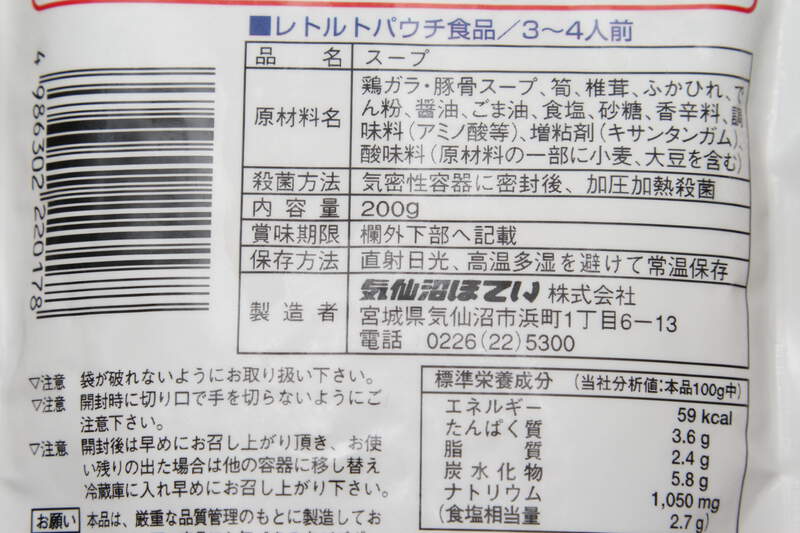 ■レトルトパウチ食品／3〜4人前
品名 スープ
原材料名 鶏ガラ・豚骨スープ、筍、椎茸、ふかひれ、で
ん粉、醤油、ごま油、食塩、砂糖、香辛料、調
味料（アミノ酸等）、増粘剤（キサンタンガム）、
酸味料（原材料の一部に小麦、大豆を含む）
殺菌方法 気密性容器に密封後、加圧加熱殺菌
内容量 200g
賞味期限 欄外下部へ記載
保存方法 直射日光、高温多湿を避けて常温保存
製造者 気仙沼ほてい株式会社
宮城県気仙沼市浜町1丁目6−13
電話 0226(22)5300
4 986302 220178
▽注意 袋が破れないようにお取り扱い下さい。
▽注意 開封時に切り口で手を切らないようにご
注意下さい。
▽注意 開封後は早めにお召し上がり頂き、お使
い残りの出た場合は他の容器に移し替え
冷蔵庫に入れ早めにお召し上がり下さい。
お願い 本品は、厳重な品質管理のもとに製造してお
標準栄養成分（当社分析値：本品100g中）
エネルギー 59 kcal
たんぱく質 3.6 g
脂質 2.4 g
炭水化物 5.8 g
ナトリウム 1,050 mg
（食塩相当量 2.7 g）